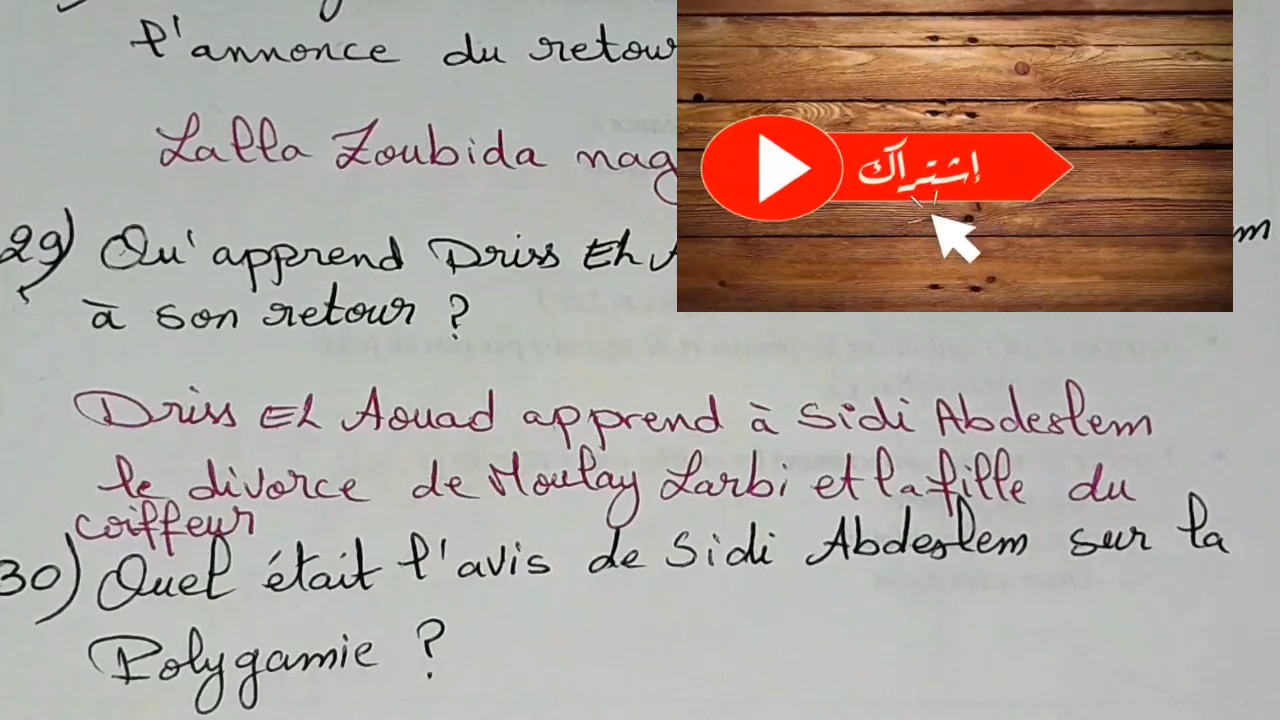 l'annonce du retour
Lalla Zoubida nag
إشتراك
29) Qu'apprend Driss El A
à son retour ?
Driss El Aouad apprend à Sidi Abdeslem
le divorce de Moulay Larbi et la fille du
coiffeur
30) Quel était l'avis de Sidi Abdeslem sur la
Polygamie ?